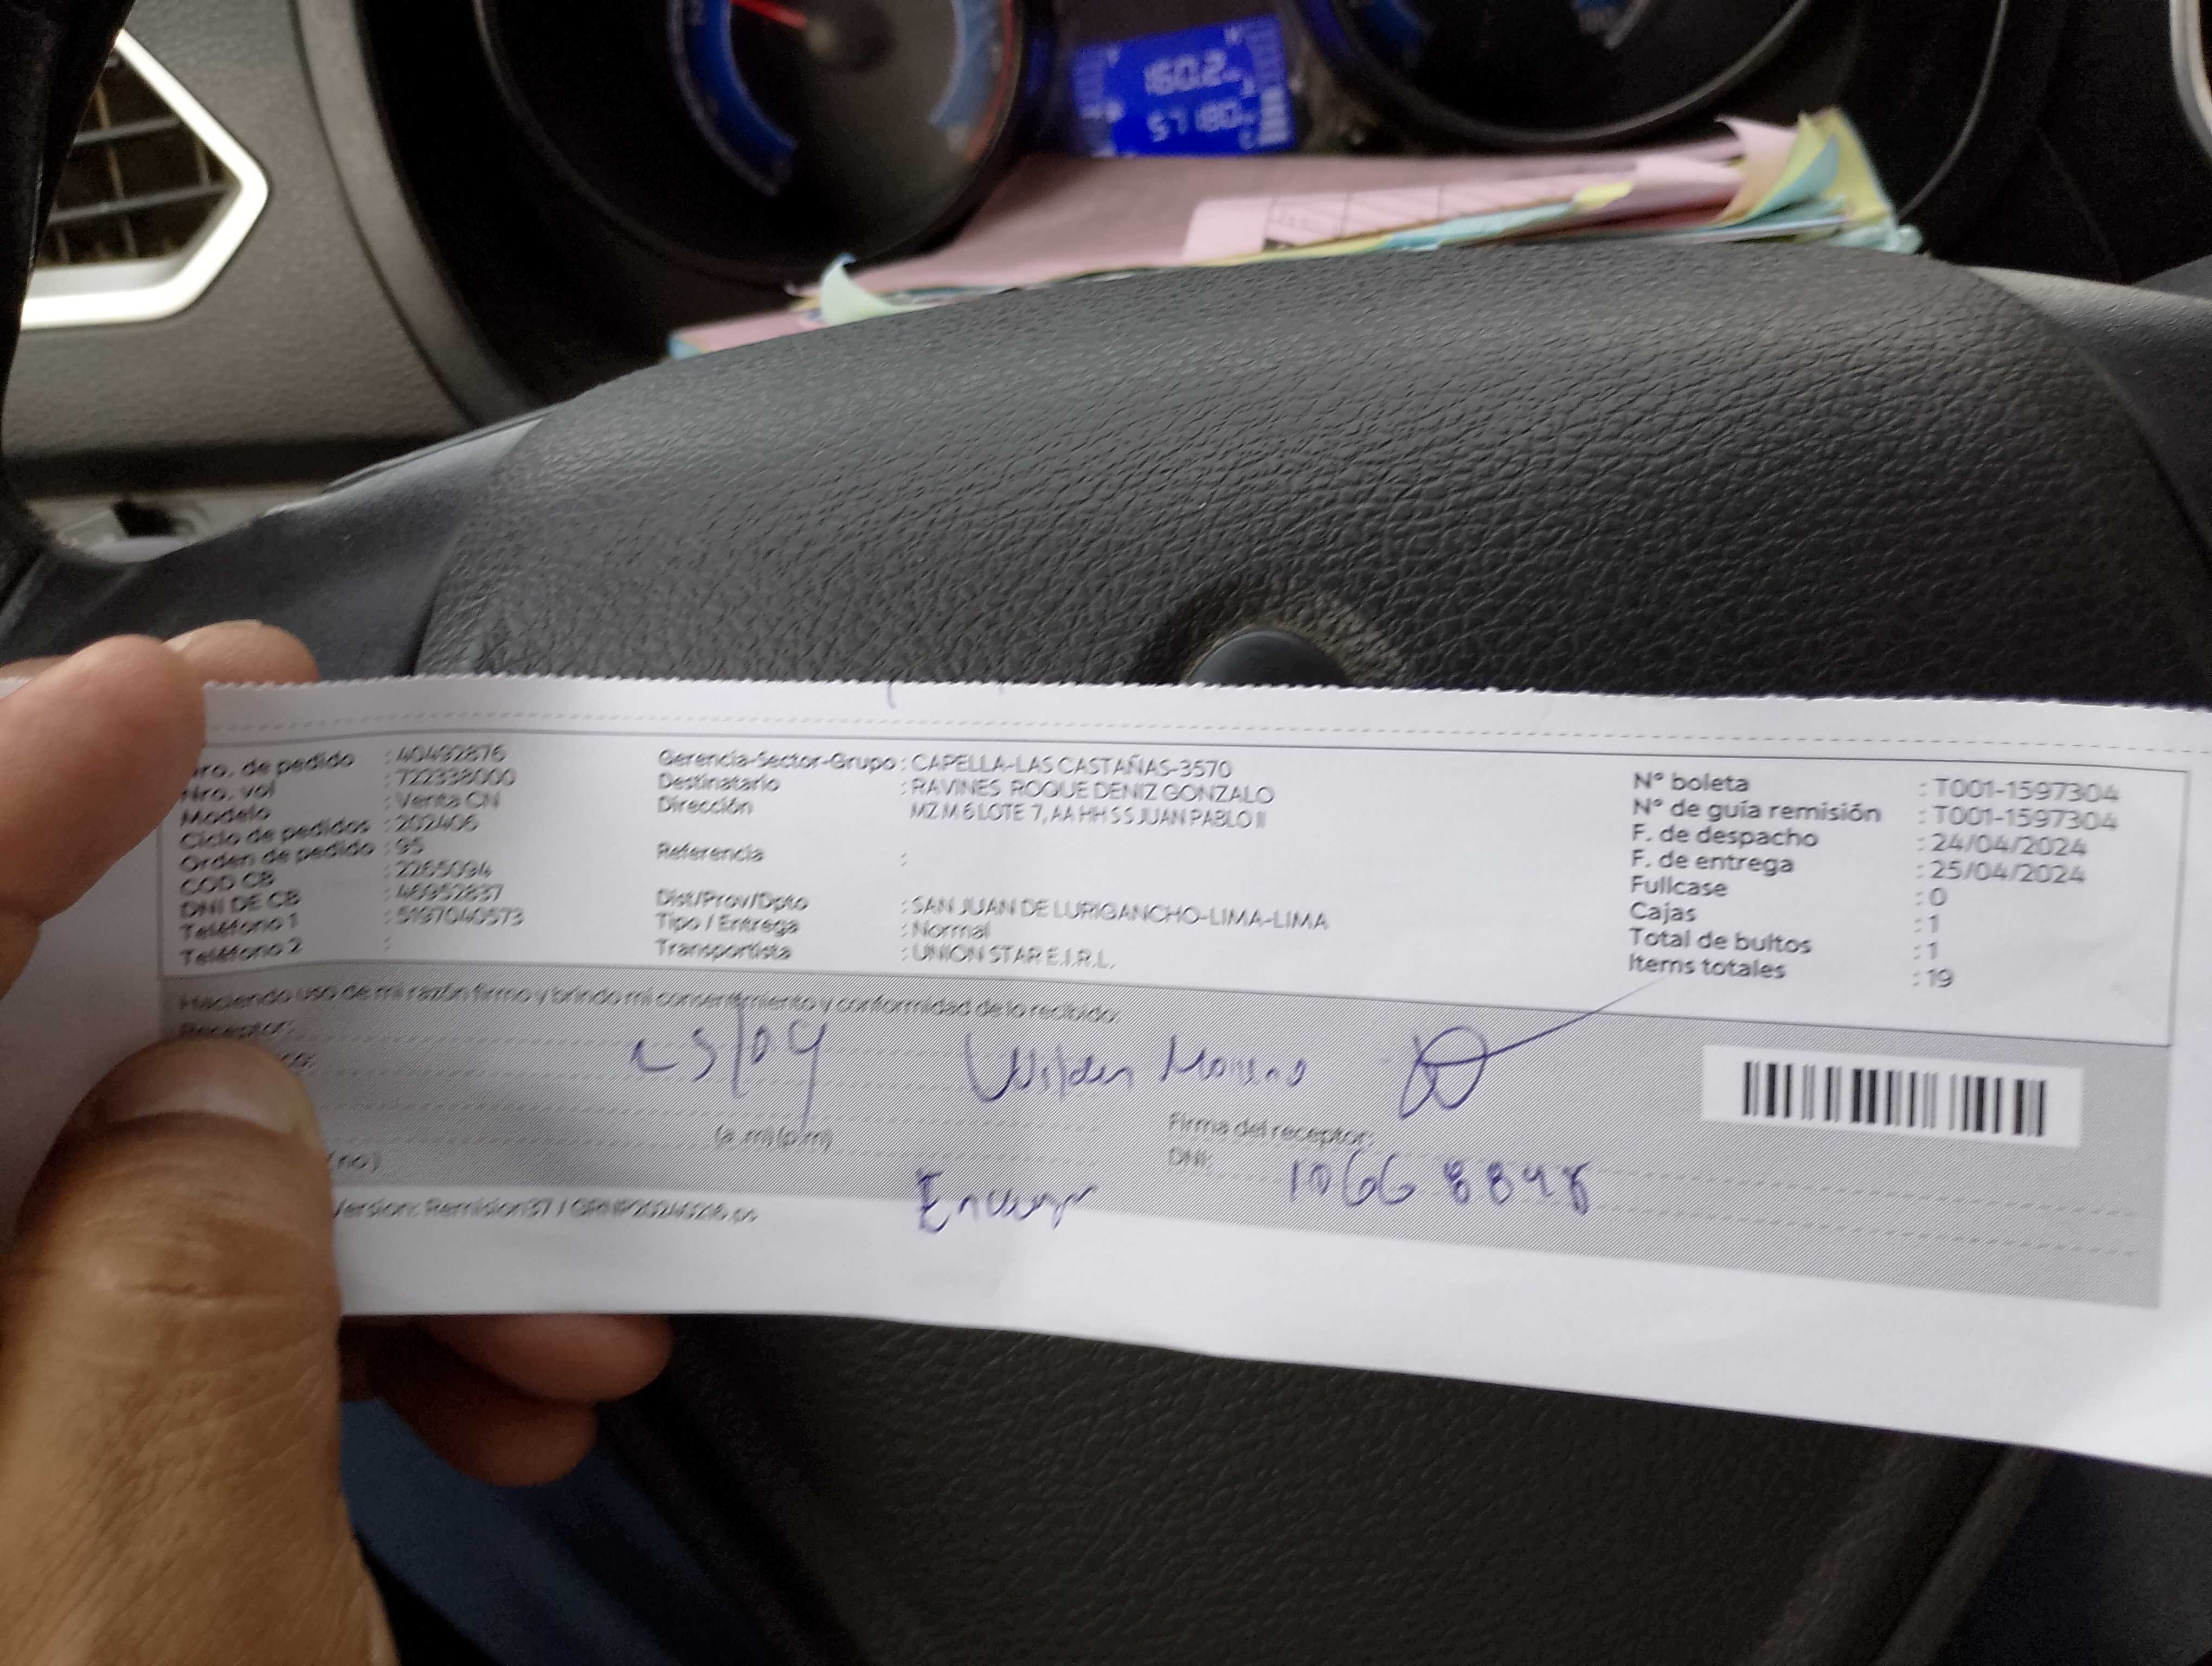 160.2
Nro. de pedido : 40492876
Nro. vol : 722338000
Modelo : Venta CN
Ciclo de pedidos : 202406
Orden de pedido : 95
COD CB : 2265094
DNI DE CB : 46952837
Teléfono 1 : 5197040573
Teléfono 2 :
Gerencia-Sector-Grupo : CAPELLA-LAS CASTAÑAS-3570
Destinatario : RAVINES ROQUE DENIZ GONZALO
Dirección MZ M 6 LOTE 7, AA HH S S JUAN PABLO II
Referencia :
Dist/Prov/Dpto : SAN JUAN DE LURIGANCHO-LIMA-LIMA
Tipo / Entrega : Normal
Transportista : UNION STAR E.I.R.L.
N° boleta : T001-1597304
N° de guía remisión : T001-1597304
F. de despacho : 24/04/2024
F. de entrega : 25/04/2024
Fullcase : 0
Cajas : 1
Total de bultos : 1
Items totales : 19
Haciendo uso de mi razón firmo y brindo mi consentimiento y conformidad de lo recibido.
Receptor:
25/04 Wilder Moreno
(a.m)(p.m)
Firma del receptor:
DNI: 10668898
(no)
Version: Remision37 / GRNP20240216.ps